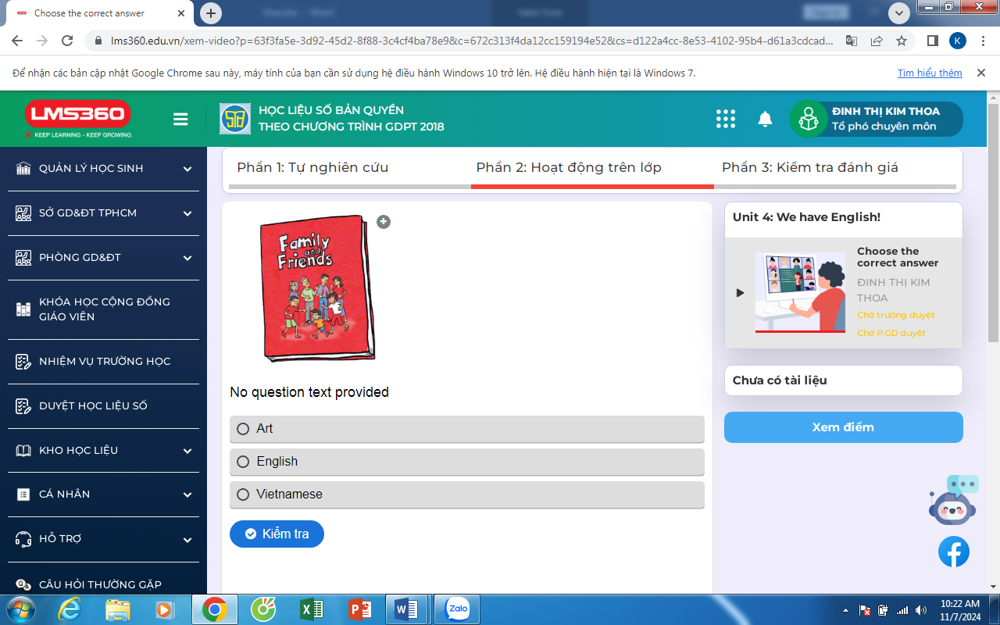 Choose the correct answer
lms360.edu.vn/xem-video?p=63f3fa5e-3d92-45d2-8f88-3c4cf4ba78e9&c=672c313f4da12cc159194e52&cs=d122a4cc-8e53-4102-95b4-d61a3cdcad...
K
Để nhận các bản cập nhật Google Chrome sau này, máy tính của bạn cần sử dụng hệ điều hành Windows 10 trở lên. Hệ điều hành hiện tại là Windows 7.
Tìm hiểu thêm
LMS360
KEEP LEARNING - KEEP GROWING
HỌC LIỆU SỐ BẢN QUYỀN
THEO CHƯƠNG TRÌNH GDPT 2018
ĐINH THỊ KIM THOA
Tổ phó chuyên môn
QUẢN LÝ HỌC SINH
SỞ GD&ĐT TPHCM
PHÒNG GD&ĐT
KHÓA HỌC CỘNG ĐỒNG
GIÁO VIÊN
NHIỆM VỤ TRƯỜNG HỌC
DUYỆT HỌC LIỆU SỐ
KHO HỌC LIỆU
CÁ NHÂN
HỖ TRỢ
CÂU HỎI THƯỜNG GẶP
Phần 1: Tự nghiên cứu
Phần 2: Hoạt động trên lớp
Phần 3: Kiểm tra đánh giá
Family
and
Friends
No question text provided
Art
English
Vietnamese
Kiểm tra
Unit 4: We have English!
Choose the
correct answer
ĐINH THỊ KIM
THOA
Chờ trường duyệt
Chờ P.GD duyệt
Chưa có tài liệu
Xem điểm
Zalo
10:22 AM
11/7/2024